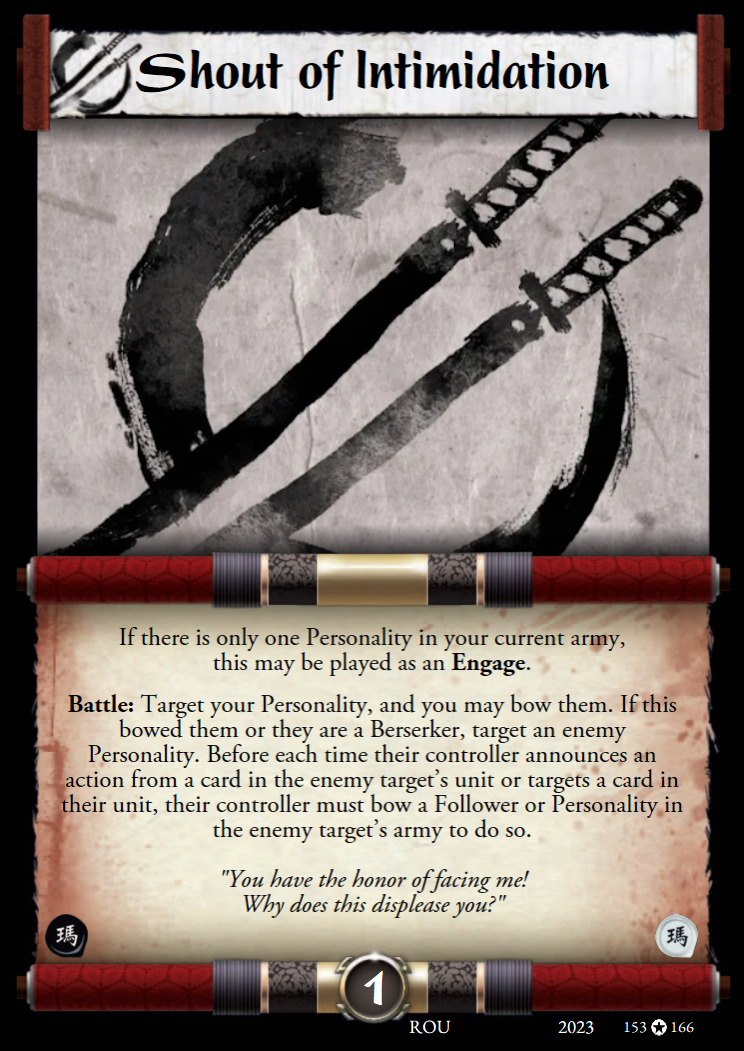 Shout of Intimidation
If there is only one Personality in your current army,
this may be played as an Engage.
Battle: Target your Personality, and you may bow them. If this
bowed them or they are a Berserker, target an enemy
Personality. Before each time their controller announces an
action from a card in the enemy target's unit or targets a card in
their unit, their controller must bow a Follower or Personality in
the enemy target's army to do so.
"You have the honor of facing me!
Why does this displease you?"
瑪
瑪
1
ROU 2023 153 166